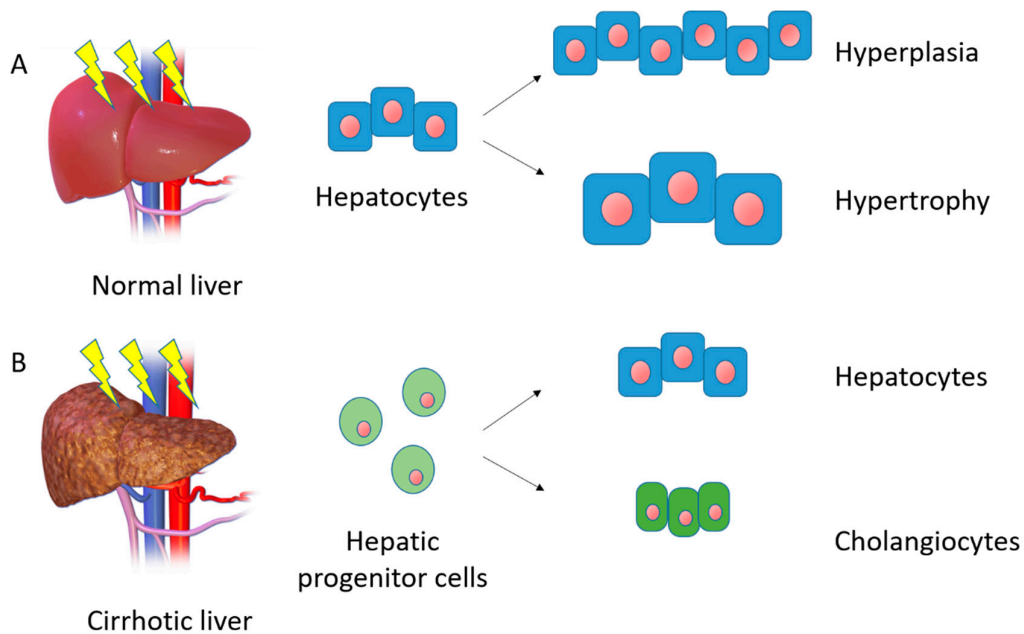 A
Hyperplasia
Hepatocytes
Hypertrophy
Normal liver
B
Hepatocytes
Hepatic
progenitor cells
Cholangiocytes
Cirrhotic liver